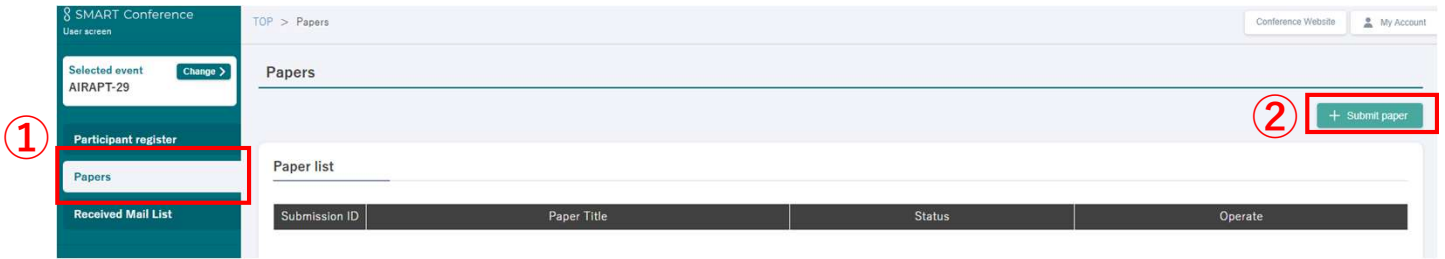 SMART Conference
User screen
TOP > Papers
Conference Website
My Account
Selected event
Change >
AIRAPT-29
Papers
②
+ Submit paper
①
Participant register
Papers
Received Mail List
Paper list
Submission ID Paper Title Status Operate